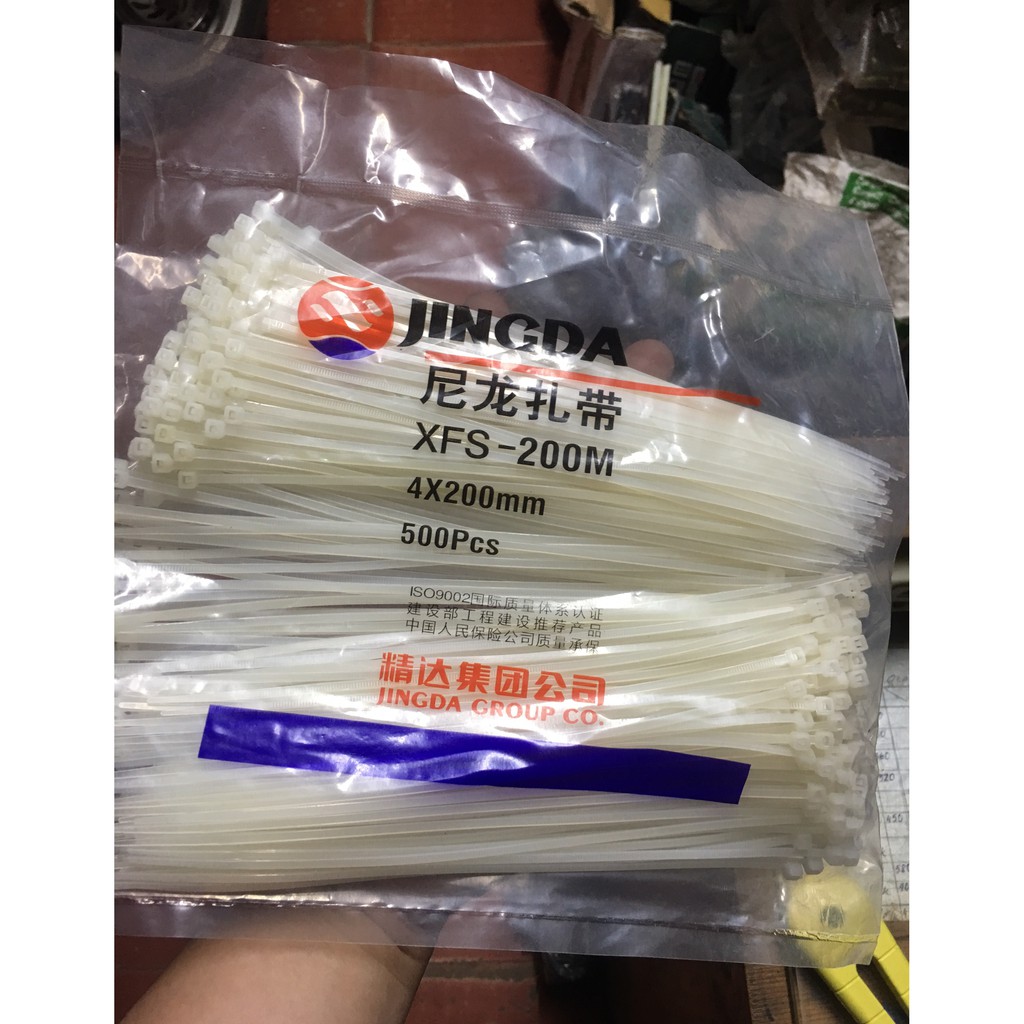 JINGDA
尼龙扎带
XFS-200M
4X200mm
500Pcs
ISO9002国际质量体系认证
建设部工程建设推荐产品
中国人民保险公司质量承保
精达集团公司
JINGDA GROUP CO.
650